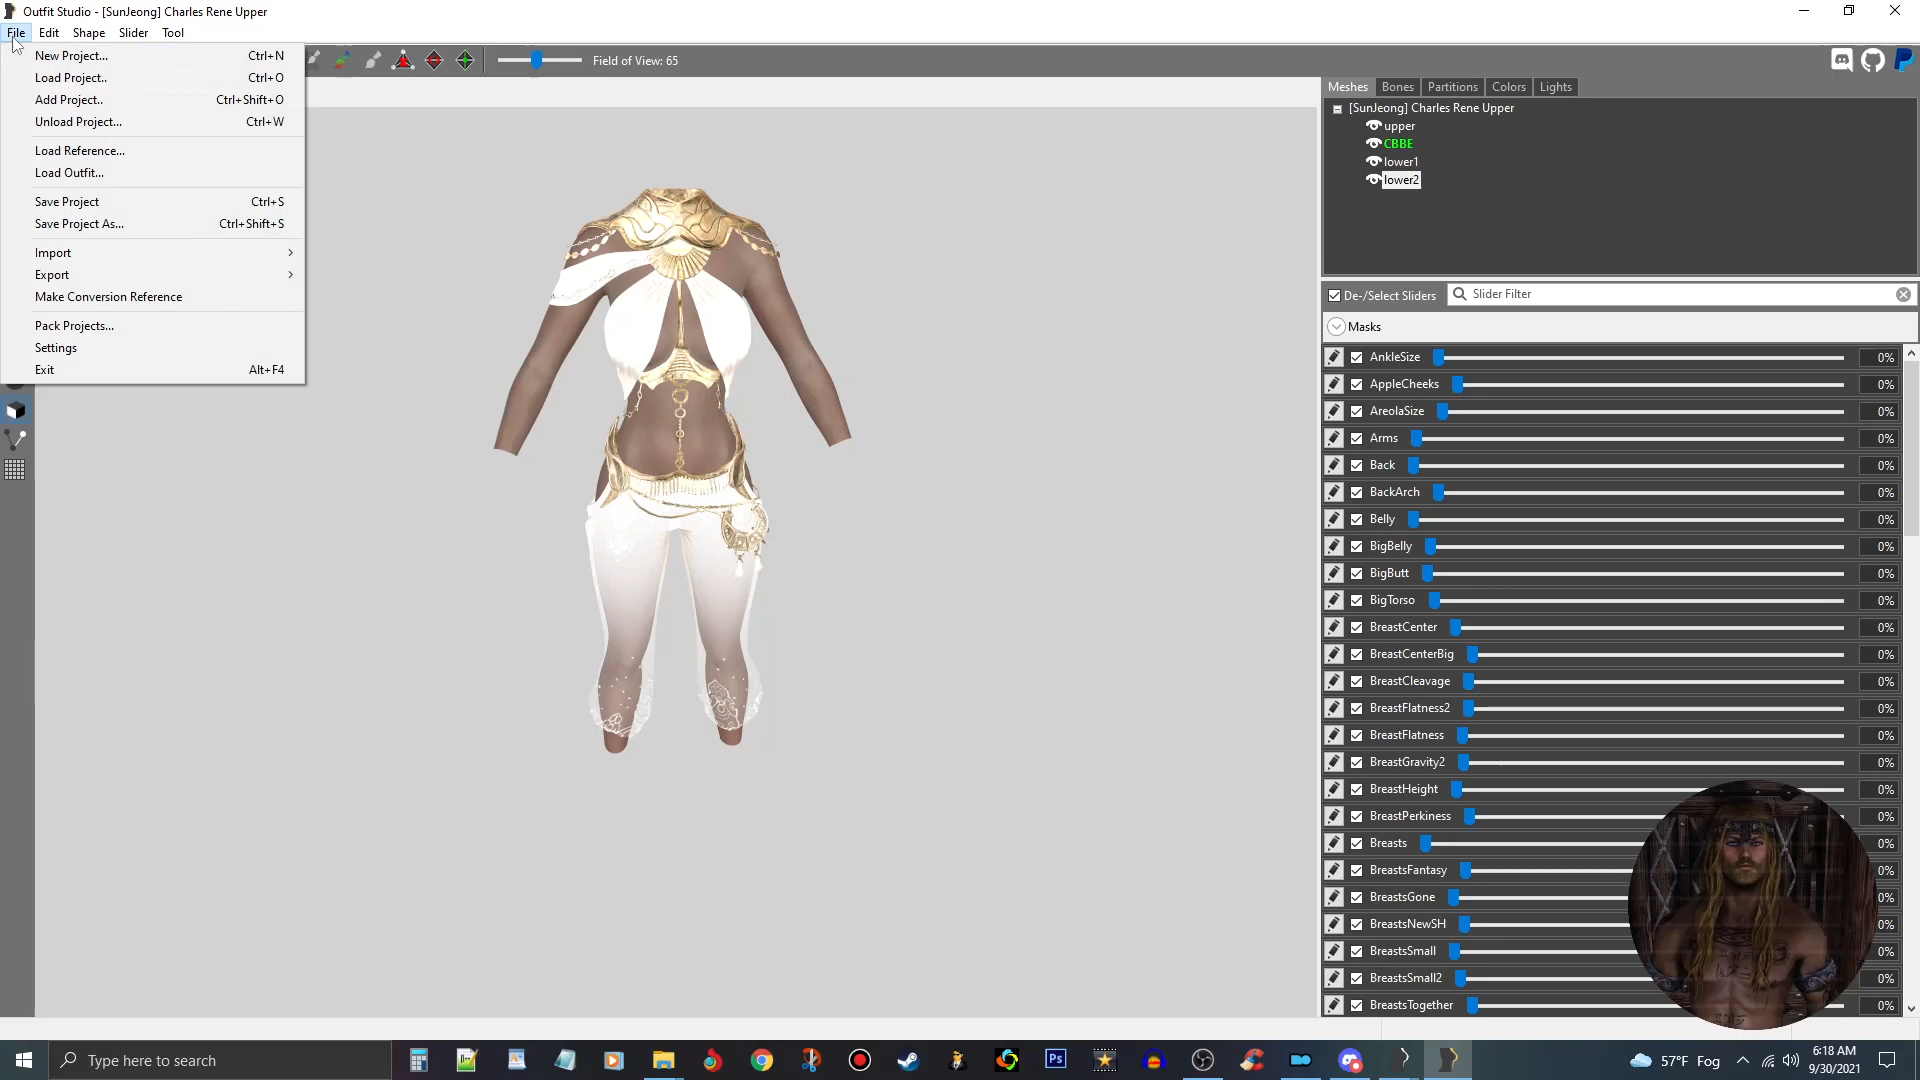 Outfit Studio - [SunJeong] Charles Rene Upper
File Edit Shape Slider Tool
New Project... Ctrl+N
Load Project.. Ctrl+O
Add Project.. Ctrl+Shift+O
Unload Project... Ctrl+W
Load Reference...
Load Outfit...
Save Project Ctrl+S
Save Project As... Ctrl+Shift+S
Import
Export
Make Conversion Reference
Pack Projects...
Settings
Exit Alt+F4
Field of View: 65
Meshes Bones Partitions Colors Lights
[SunJeong] Charles Rene Upper
upper
CBBE
lower1
lower2
De-/Select Sliders Slider Filter
Masks
AnkleSize 0%
AppleCheeks 0%
AreolaSize 0%
Arms 0%
Back 0%
BackArch 0%
Belly 0%
BigBelly 0%
BigButt 0%
BigTorso 0%
BreastCenter 0%
BreastCenterBig 0%
BreastCleavage 0%
BreastFlatness2 0%
BreastFlatness 0%
BreastGravity2 0%
BreastHeight 0%
BreastPerkiness 0%
Breasts 0%
BreastsFantasy 0%
BreastsGone 0%
BreastsNewSH 0%
BreastsSmall 0%
BreastsSmall2 0%
BreastsTogether 0%
Type here to search
Ps
57°F Fog
6:18 AM
9/30/2021